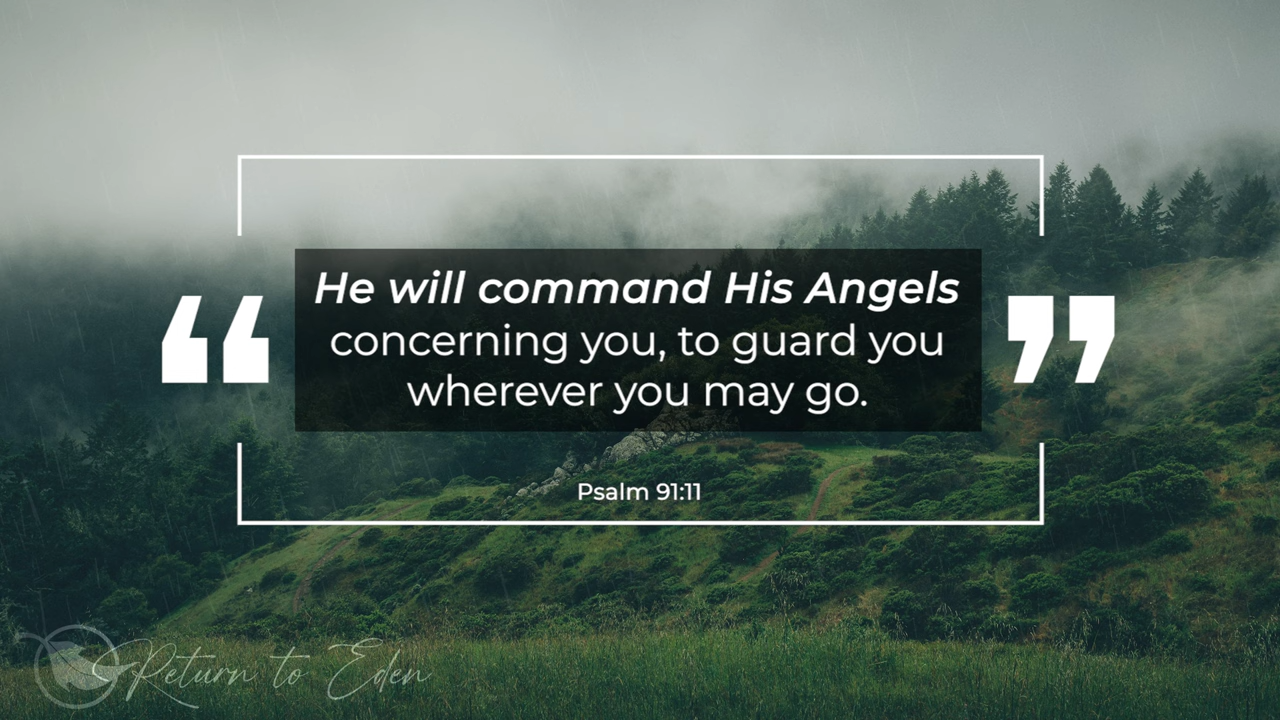 “
He will command His Angels
concerning you, to guard you
wherever you may go.
”
Psalm 91:11
Return to Eden